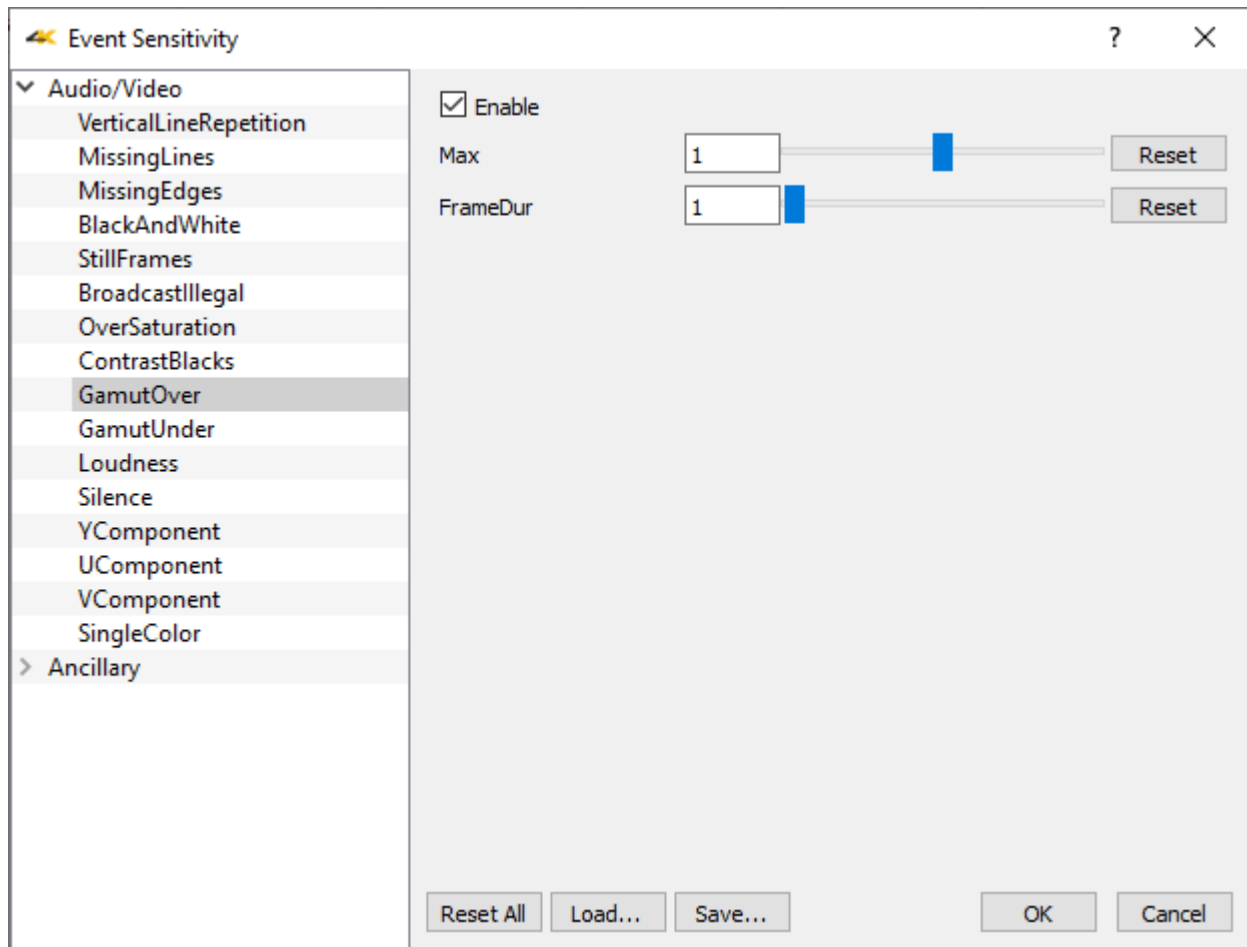 4K Event Sensitivity ?
Audio/Video
VerticalLineRepetition
MissingLines
MissingEdges
BlackAndWhite
StillFrames
BroadcastIllegal
OverSaturation
ContrastBlacks
GamutOver
GamutUnder
Loudness
Silence
YComponent
UComponent
VComponent
SingleColor
Ancillary
Enable
Max 1 Reset
FrameDur 1 Reset
Reset All Load... Save... OK Cancel